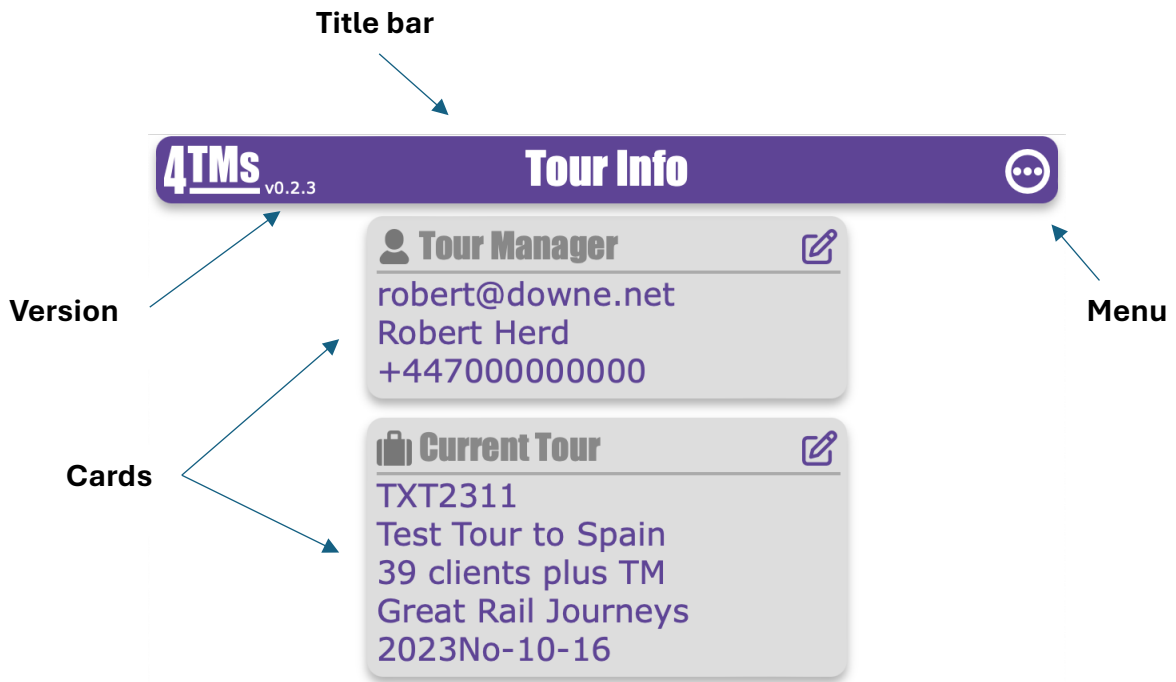 Title bar
4TMs v0.2.3 Tour Info
Tour Manager
robert@downe.net
Robert Herd
+447000000000
Version
Menu
Cards
Current Tour
TXT2311
Test Tour to Spain
39 clients plus TM
Great Rail Journeys
2023No-10-16